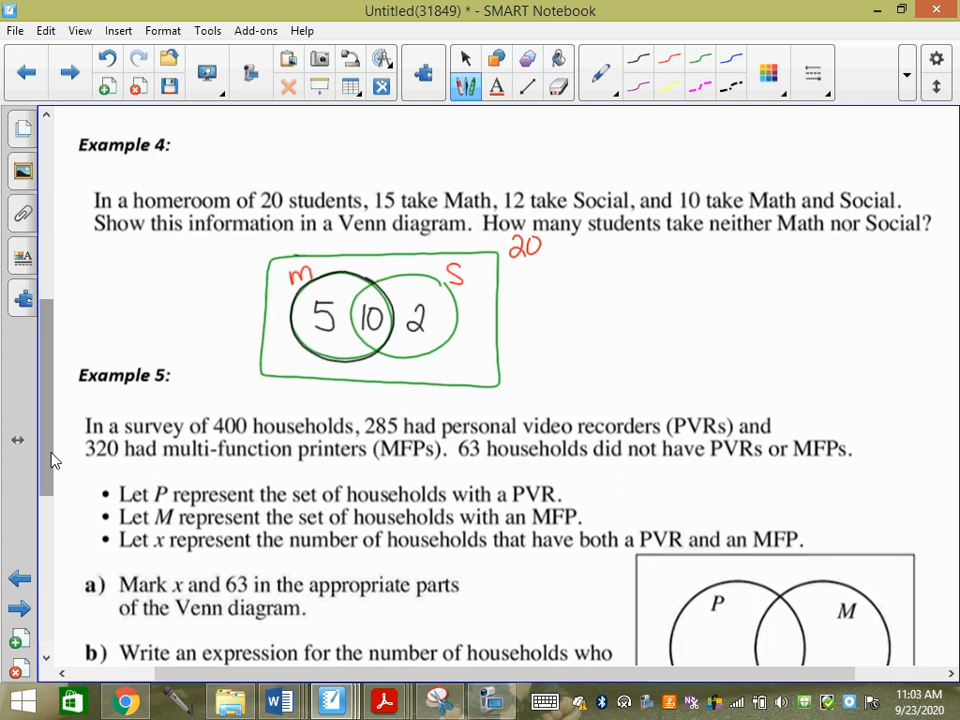 Untitled(31849) * - SMART Notebook
File Edit View Insert Format Tools Add-ons Help
Example 4:
In a homeroom of 20 students, 15 take Math, 12 take Social, and 10 take Math and Social.
Show this information in a Venn diagram. How many students take neither Math nor Social?
20
m S
5 10 2
Example 5:
In a survey of 400 households, 285 had personal video recorders (PVRs) and
320 had multi-function printers (MFPs). 63 households did not have PVRs or MFPs.
• Let P represent the set of households with a PVR.
• Let M represent the set of households with an MFP.
• Let x represent the number of households that have both a PVR and an MFP.
a) Mark x and 63 in the appropriate parts
of the Venn diagram.
P M
b) Write an expression for the number of households who
11:03 AM
9/23/2020